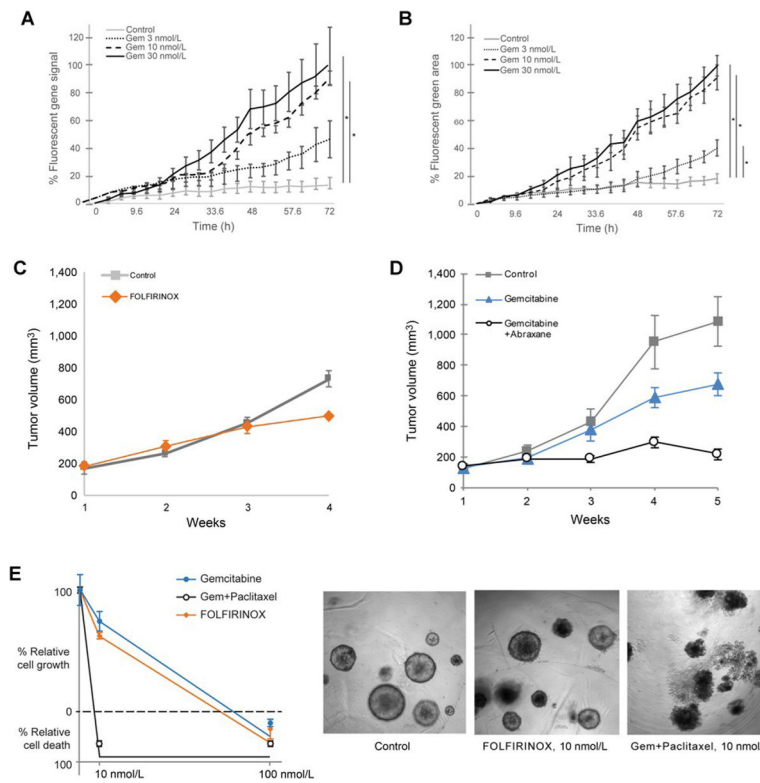 A
Control
Gem 3 nmol/L
Gem 10 nmol/L
Gem 30 nmol/L
% Fluorescent gene signal
120
100
80
60
40
20
0
0 9.6 24 33.6 48 57.6 72
Time (h)
*
*
B
Control
Gem 3 nmol/L
Gem 10 nmol/L
Gem 30 nmol/L
% Fluorescent green area
120
100
80
60
40
20
0
0 9.6 24 33.6 48 57.6 72
Time (h)
*
*
*
C
Control
FOLFIRINOX
Tumor volume (mm³)
1,400
1,200
1,000
800
600
400
200
0
1 2 3 4
Weeks
D
Control
Gemcitabine
Gemcitabine
+Abraxane
Tumor volume (mm³)
1,400
1,200
1,000
800
600
400
200
0
1 2 3 4 5
Weeks
E
Gemcitabine
Gem+Paclitaxel
FOLFIRINOX
100
% Relative
cell growth
0
% Relative
cell death
100
10 nmol/L 100 nmol/L
Control
FOLFIRINOX, 10 nmol/L
Gem+Paclitaxel, 10 nmol